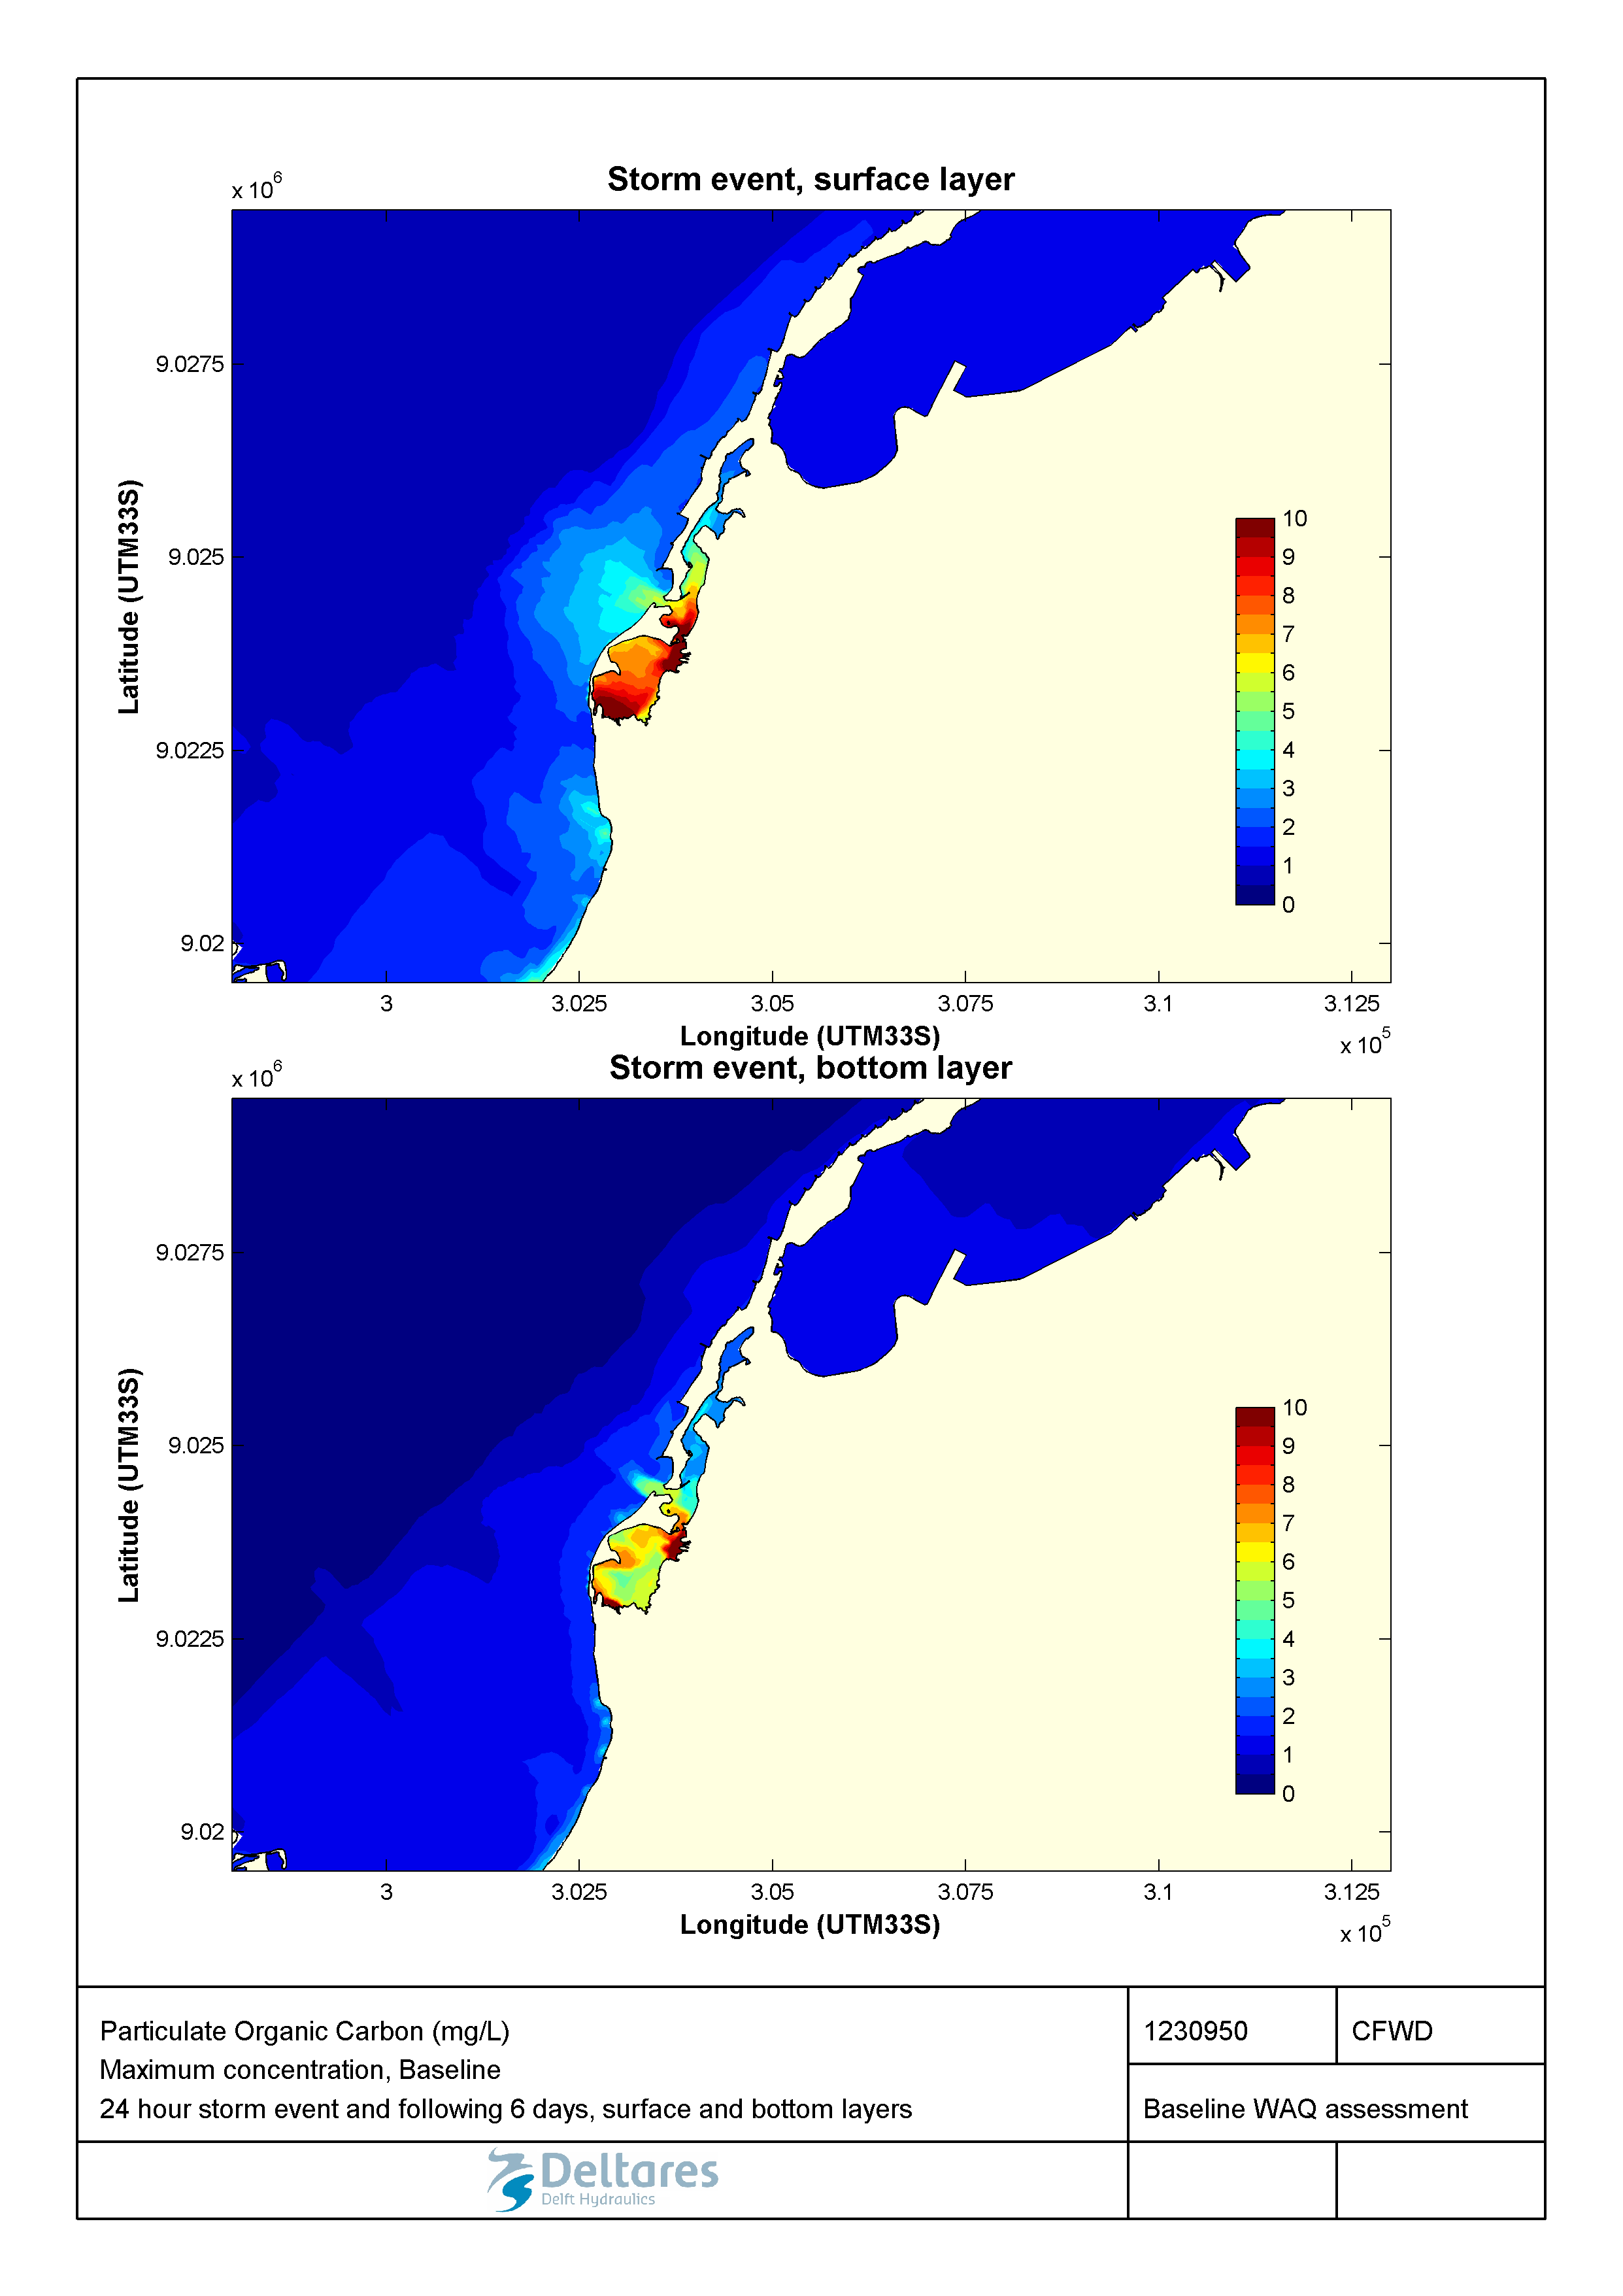 Storm event, surface layer
x 10^6
9.0275
9.025
9.0225
9.02
Latitude (UTM33S)
10
9
8
7
6
5
4
3
2
1
0
3 3.025 3.05 3.075 3.1 3.125
Longitude (UTM33S)
x 10^5
Storm event, bottom layer
x 10^6
9.0275
9.025
9.0225
9.02
Latitude (UTM33S)
10
9
8
7
6
5
4
3
2
1
0
3 3.025 3.05 3.075 3.1 3.125
Longitude (UTM33S)
x 10^5
Particulate Organic Carbon (mg/L)
Maximum concentration, Baseline
24 hour storm event and following 6 days, surface and bottom layers
1230950
CFWD
Baseline WAQ assessment
Deltares
Delft Hydraulics